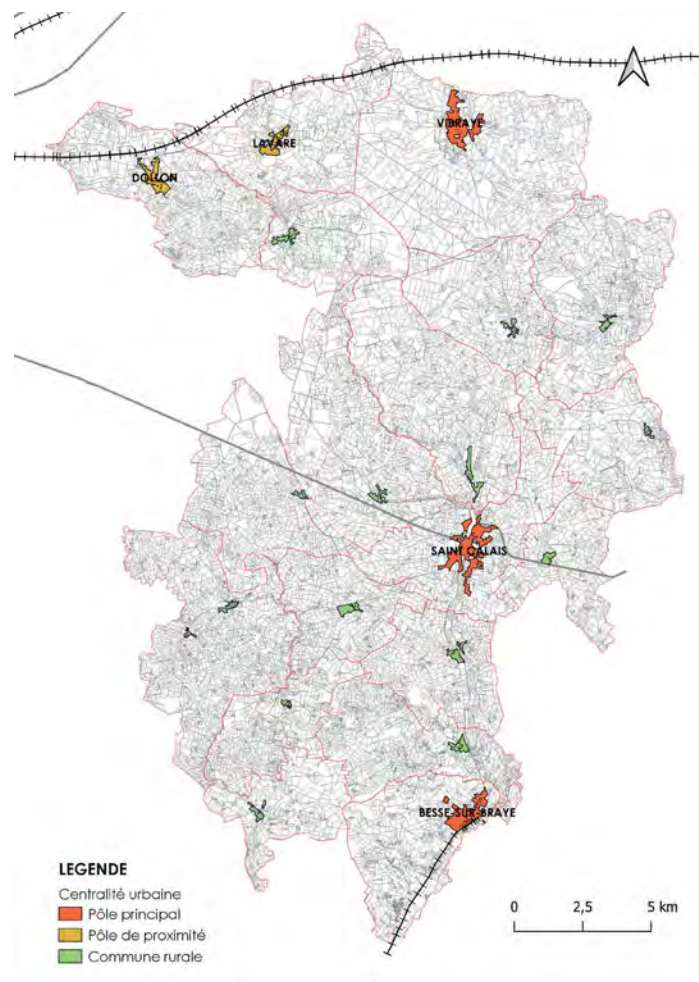 VIBRAYE
LAVARE
DOLLON
SAINT CALAIS
BESSE-SUR-BRAYE
LEGENDE
Centralité urbaine
Pôle principal
Pôle de proximité
Commune rurale
0 2,5 5 km